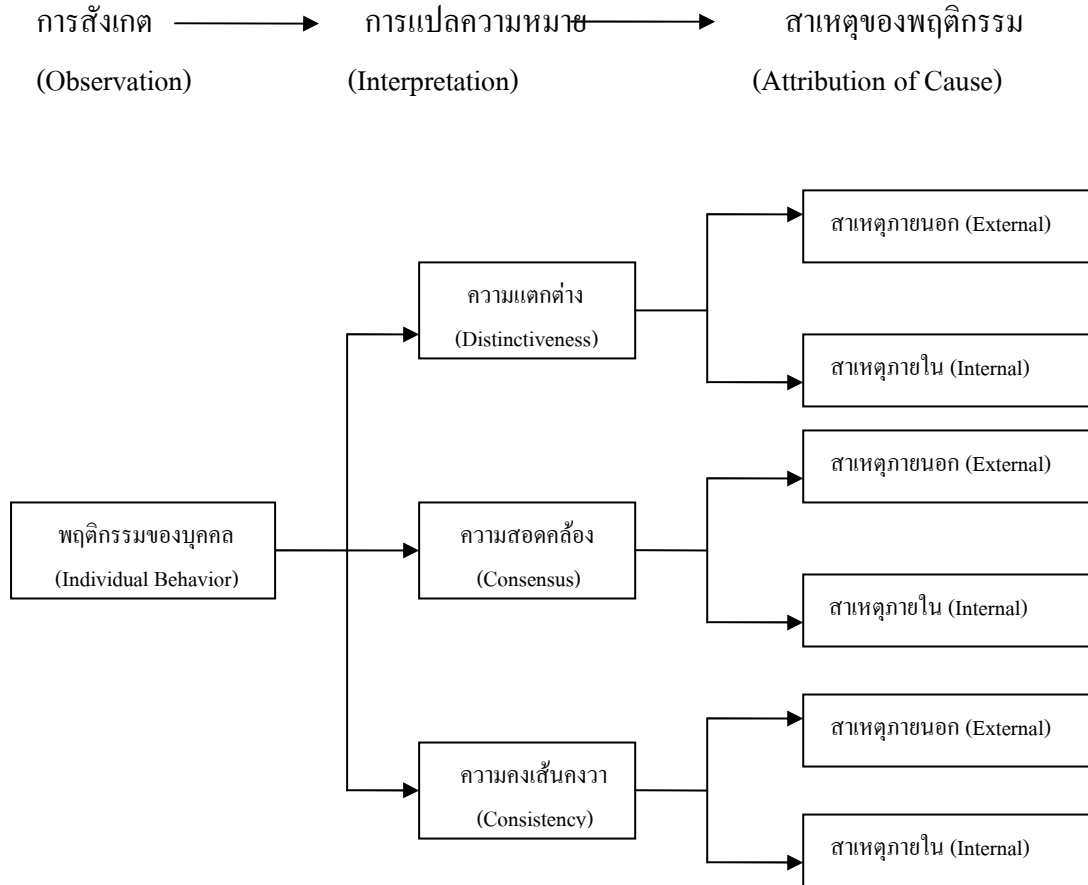 การสังเกต การแปลความหมาย สาเหตุของพฤติกรรม
(Observation) (Interpretation) (Attribution of Cause)
สาเหตุภายนอก (External)
ความแตกต่าง
(Distinctiveness)
สาเหตุภายใน (Internal)
สาเหตุภายนอก (External)
พฤติกรรมของบุคคล
(Individual Behavior)
ความสอดคล้อง
(Consensus)
สาเหตุภายใน (Internal)
สาเหตุภายนอก (External)
ความคงเส้นคงวา
(Consistency)
สาเหตุภายใน (Internal)